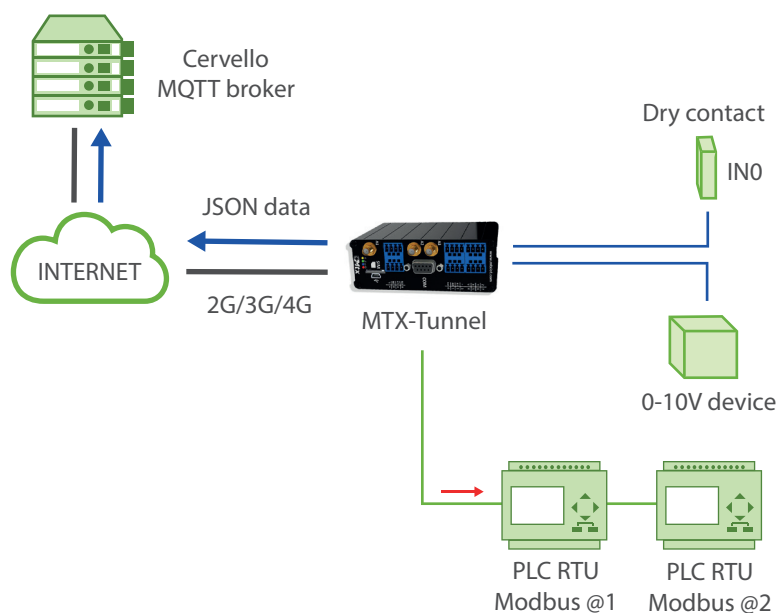 Cervello
MQTT broker
Dry contact
IN0
JSON data
INTERNET
2G/3G/4G
MTX-Tunnel
0-10V device
PLC RTU
Modbus @1
PLC RTU
Modbus @2